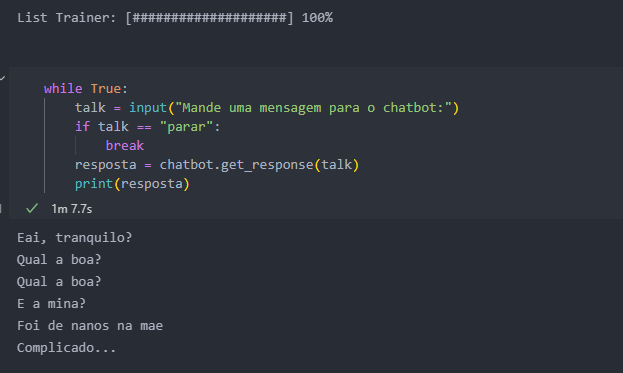 List Trainer: [####################] 100%
while True:
talk = input("Mande uma mensagem para o chatbot:")
if talk == "parar":
break
resposta = chatbot.get_response(talk)
print(resposta)
1m 7.7s
Eai, tranquilo?
Qual a boa?
Qual a boa?
E a mina?
Foi de nanos na mae
Complicado...